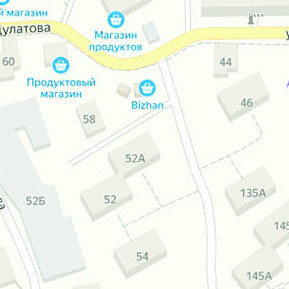 й магазин
Дулатова
Магазин
продуктов
60
Продуктовый
магазин
44
Bizhan
46
58
52А
52
52Б
135А
54
145А